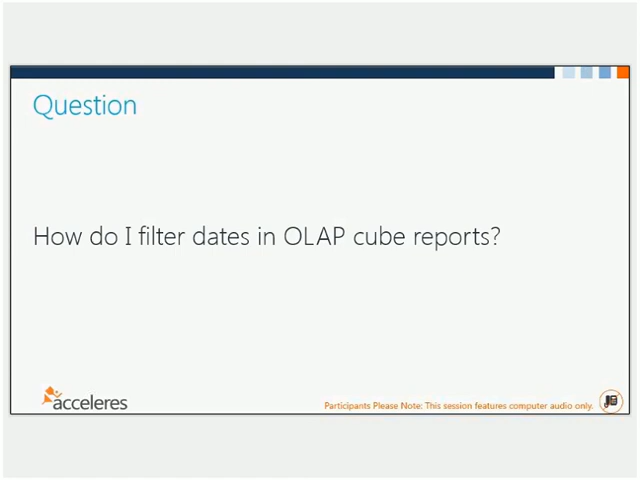 Question
How do I filter dates in OLAP cube reports?
acceleres
Participants Please Note: This session features computer audio only.